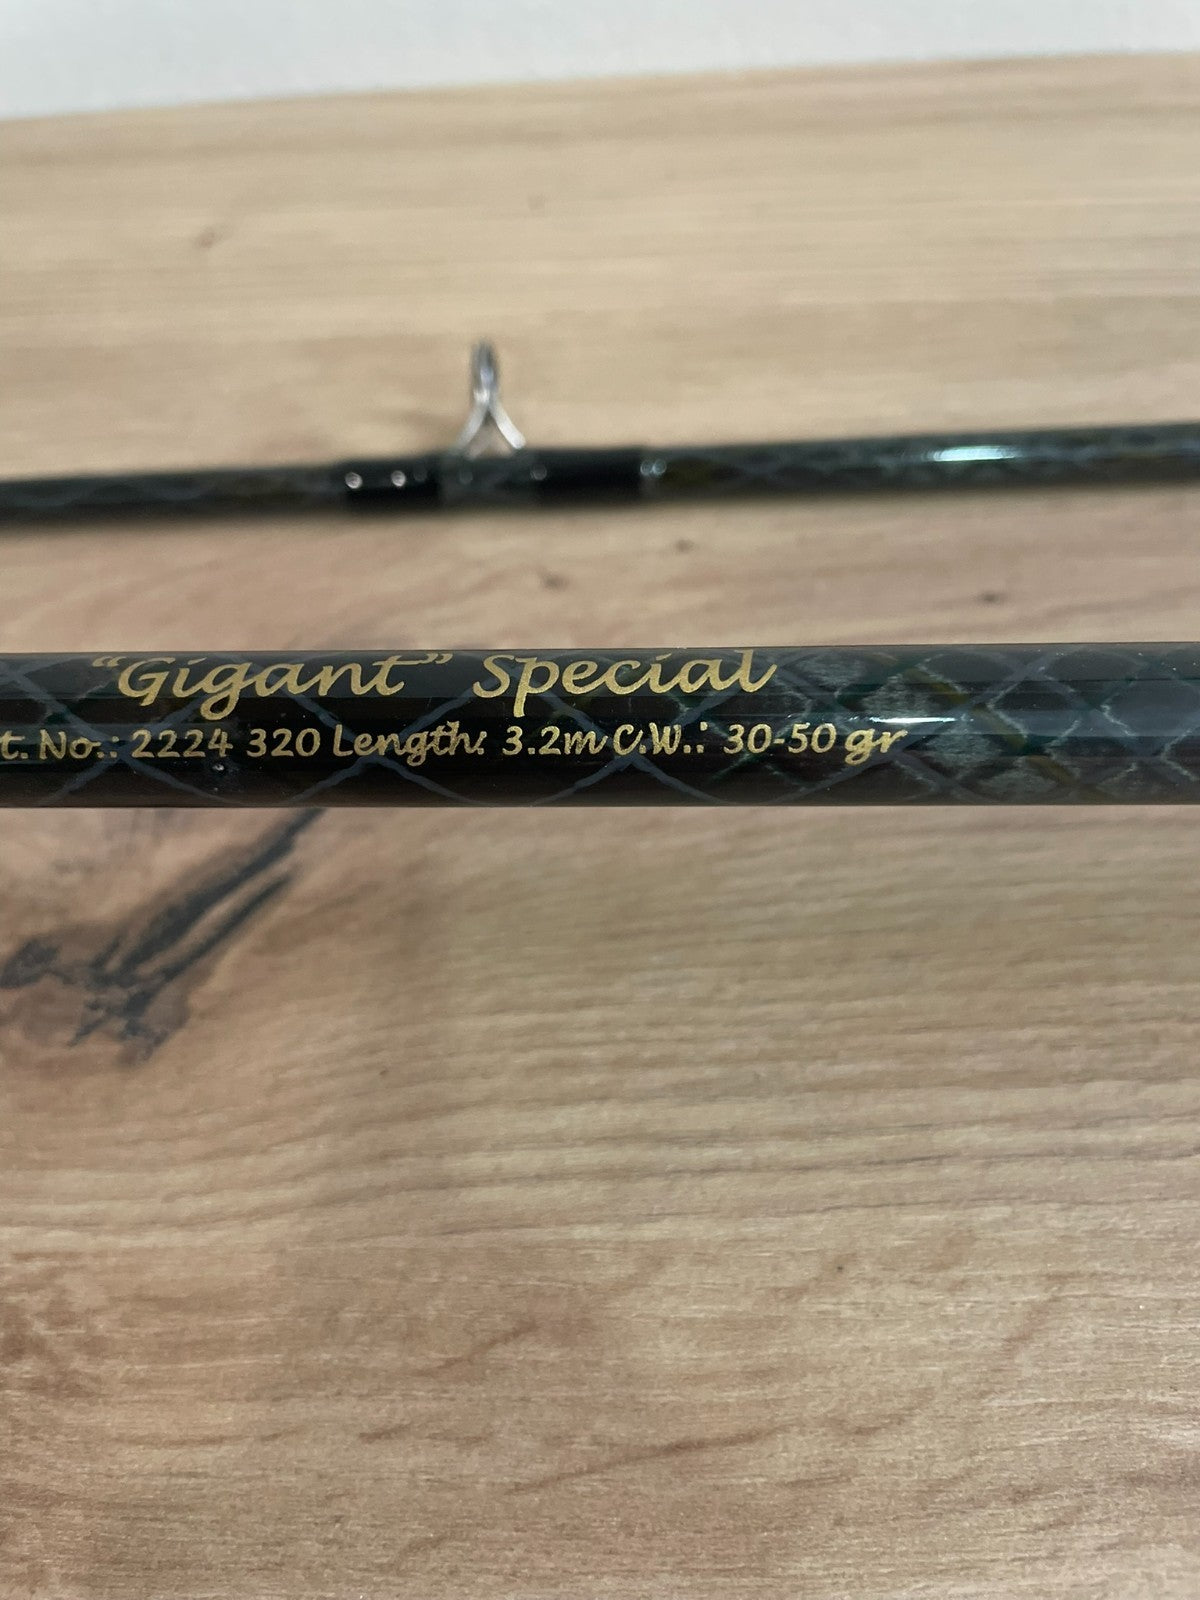 "Gigant" Special
t. No.: 2224 320 Length: 3.2m C.W.: 30-50 gr